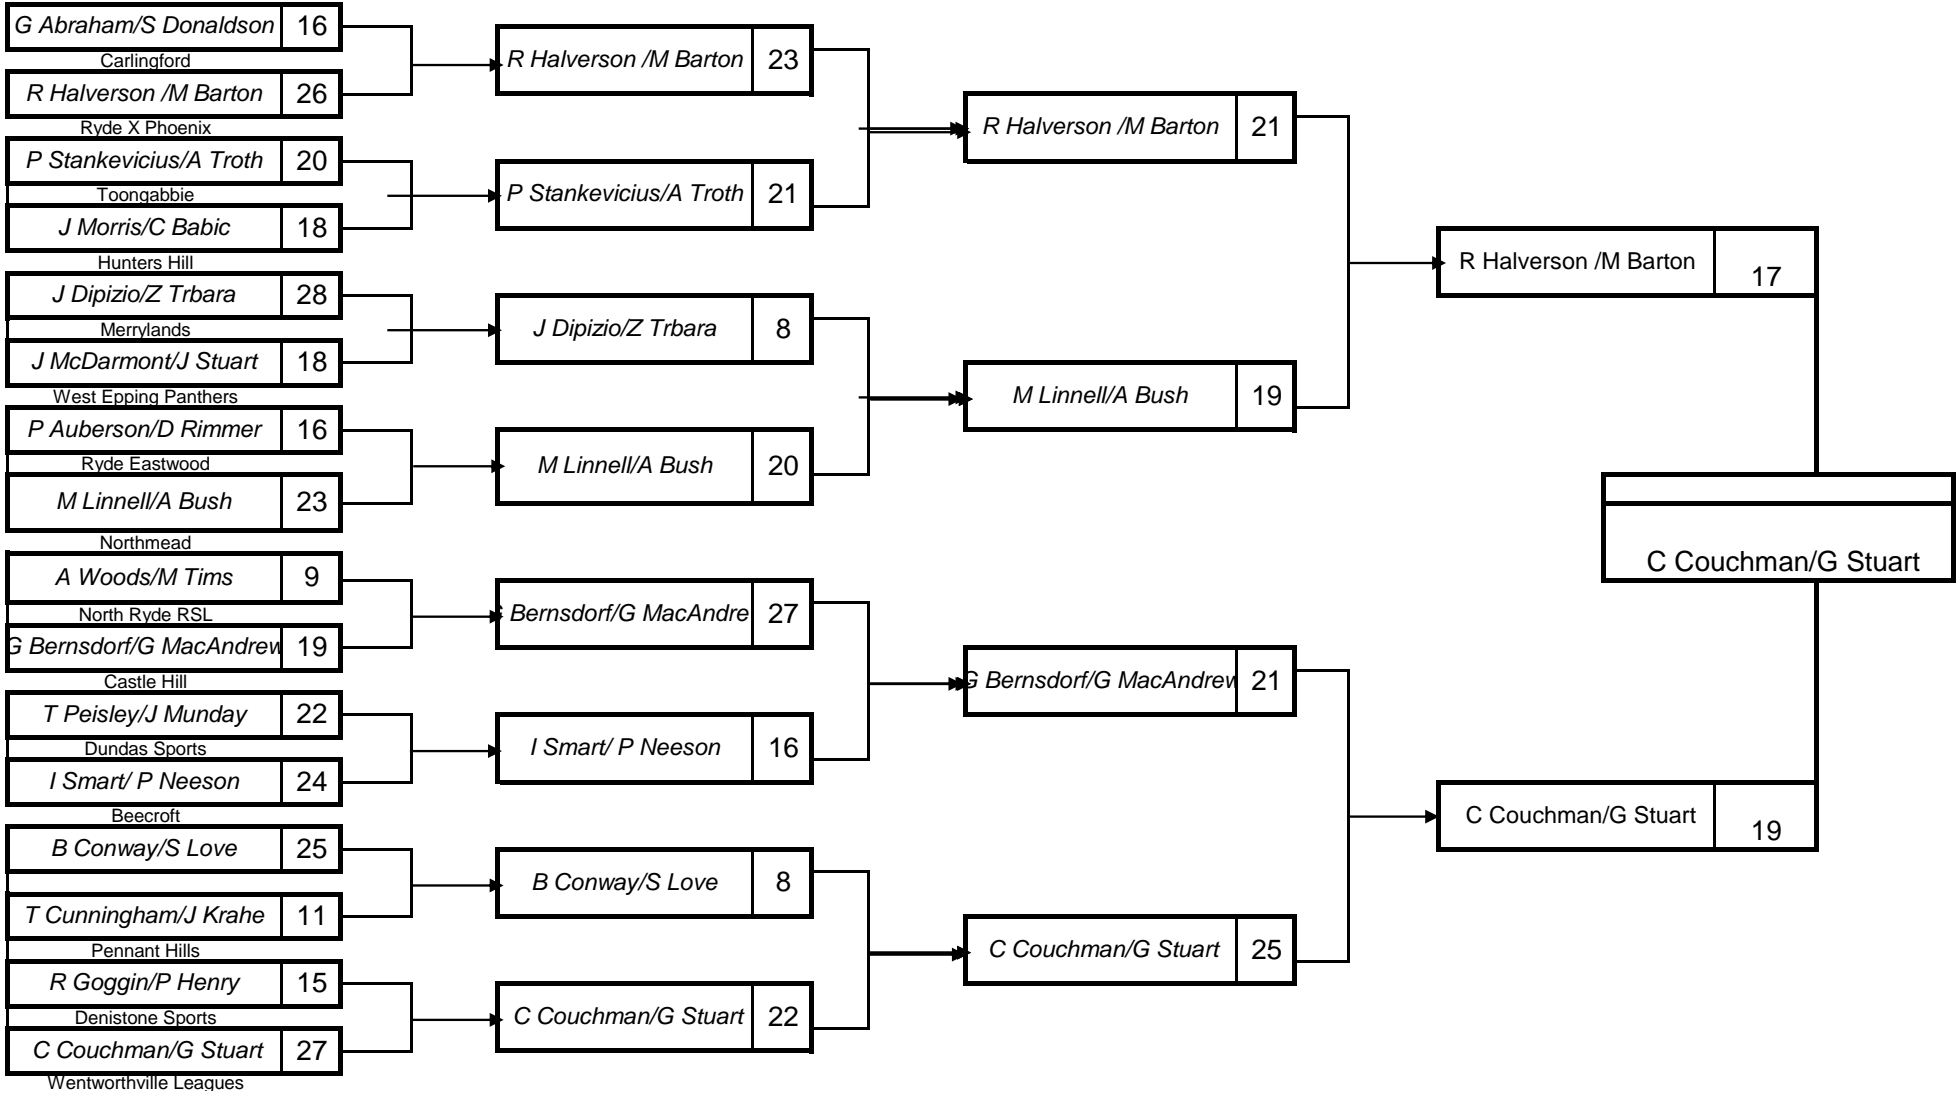 G Abraham/S Donaldson 16
Carlingford
R Halverson /M Barton 26
Ryde X Phoenix
P Stankevicius/A Troth 20
Toongabbie
J Morris/C Babic 18
Hunters Hill
J Dipizio/Z Trbara 28
Merrylands
J McDarmont/J Stuart 18
West Epping Panthers
P Auberson/D Rimmer 16
Ryde Eastwood
M Linnell/A Bush 23
Northmead
A Woods/M Tims 9
North Ryde RSL
G Bernsdorf/G MacAndrew 19
Castle Hill
T Peisley/J Munday 22
Dundas Sports
I Smart/ P Neeson 24
Beecroft
B Conway/S Love 25
T Cunningham/J Krahe 11
Pennant Hills
R Goggin/P Henry 15
Denistone Sports
C Couchman/G Stuart 27
Wentworthville Leagues
R Halverson /M Barton 23
P Stankevicius/A Troth 21
J Dipizio/Z Trbara 8
M Linnell/A Bush 20
Bernsdorf/G MacAndre 27
I Smart/ P Neeson 16
B Conway/S Love 8
C Couchman/G Stuart 22
R Halverson /M Barton 21
M Linnell/A Bush 19
G Bernsdorf/G MacAndrew 21
C Couchman/G Stuart 25
R Halverson /M Barton 17
C Couchman/G Stuart 19
C Couchman/G Stuart